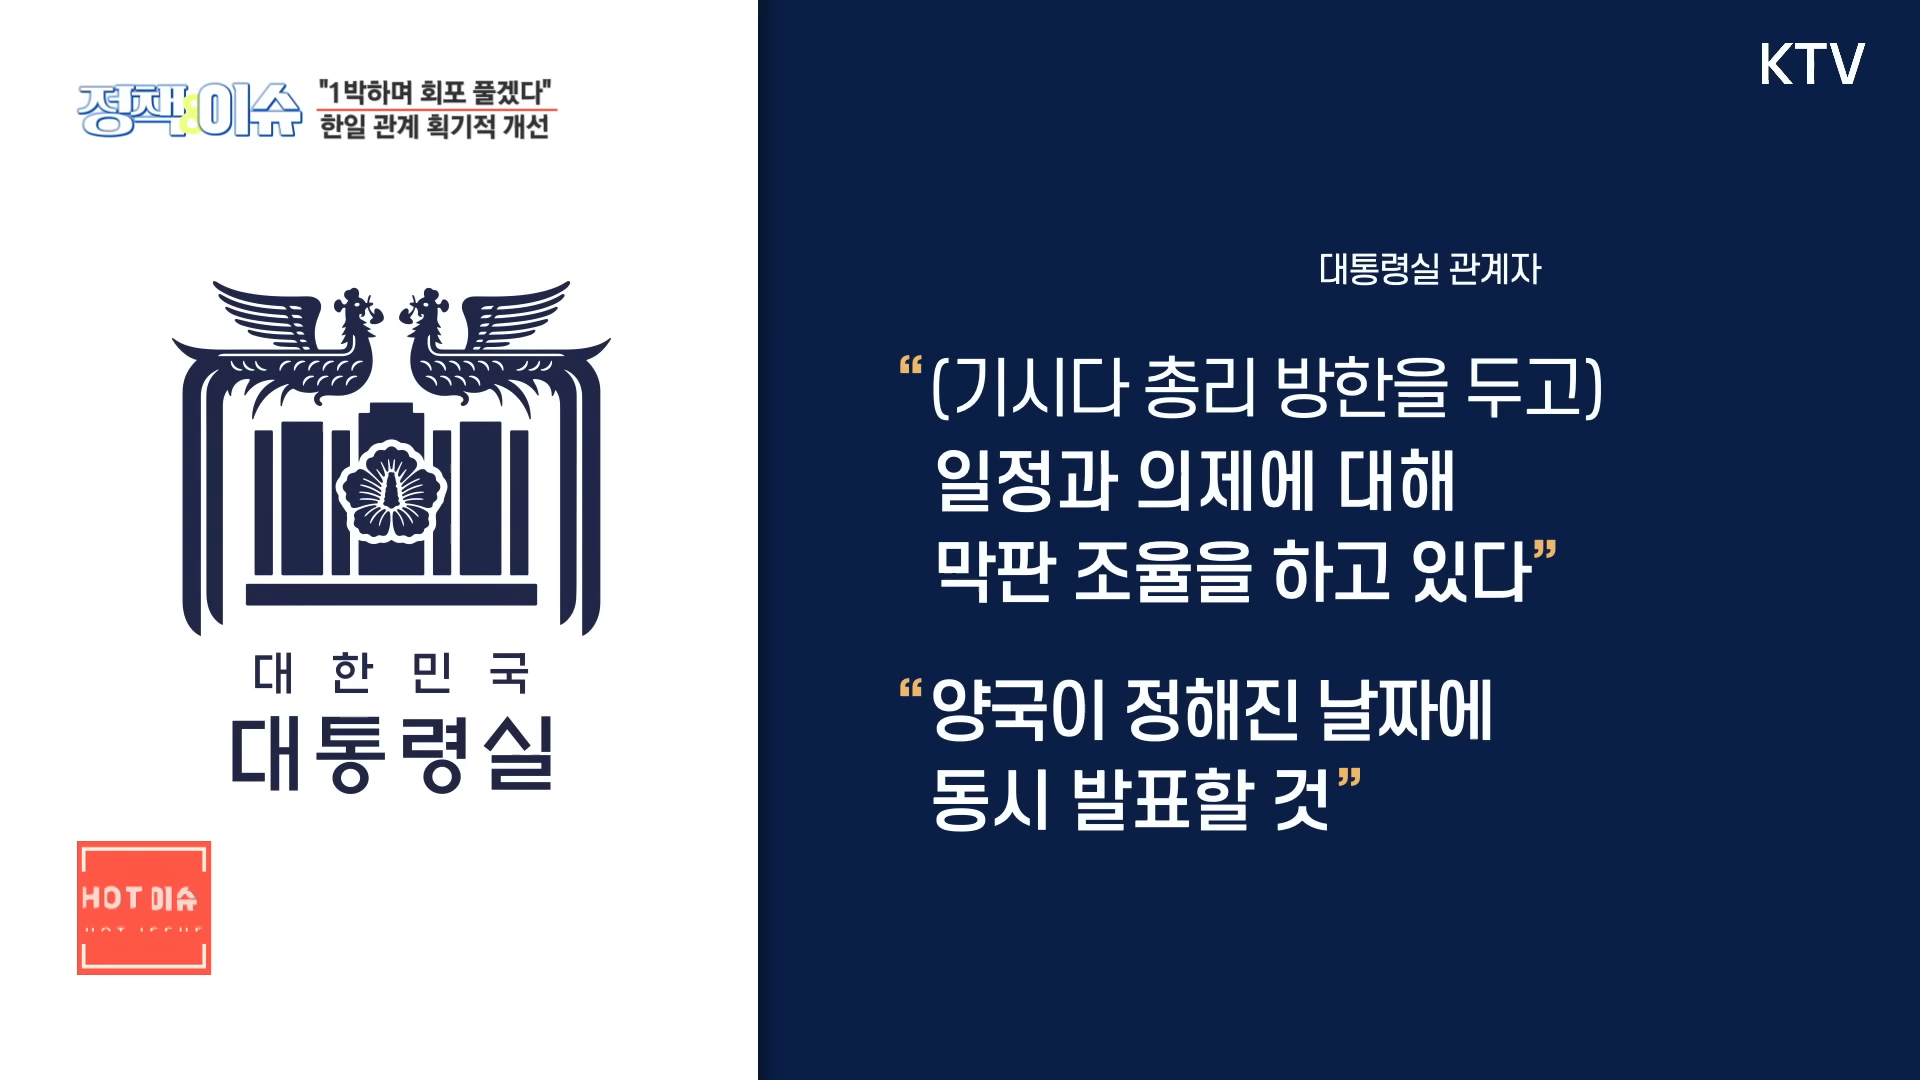 정책&이슈
"1박하며 회포 풀겠다"
한일 관계 획기적 개선
KTV
대한민국
대통령실
HOT 이슈
대통령실 관계자
“(기시다 총리 방한을 두고)
일정과 의제에 대해
막판 조율을 하고 있다”
“양국이 정해진 날짜에
동시 발표할 것”